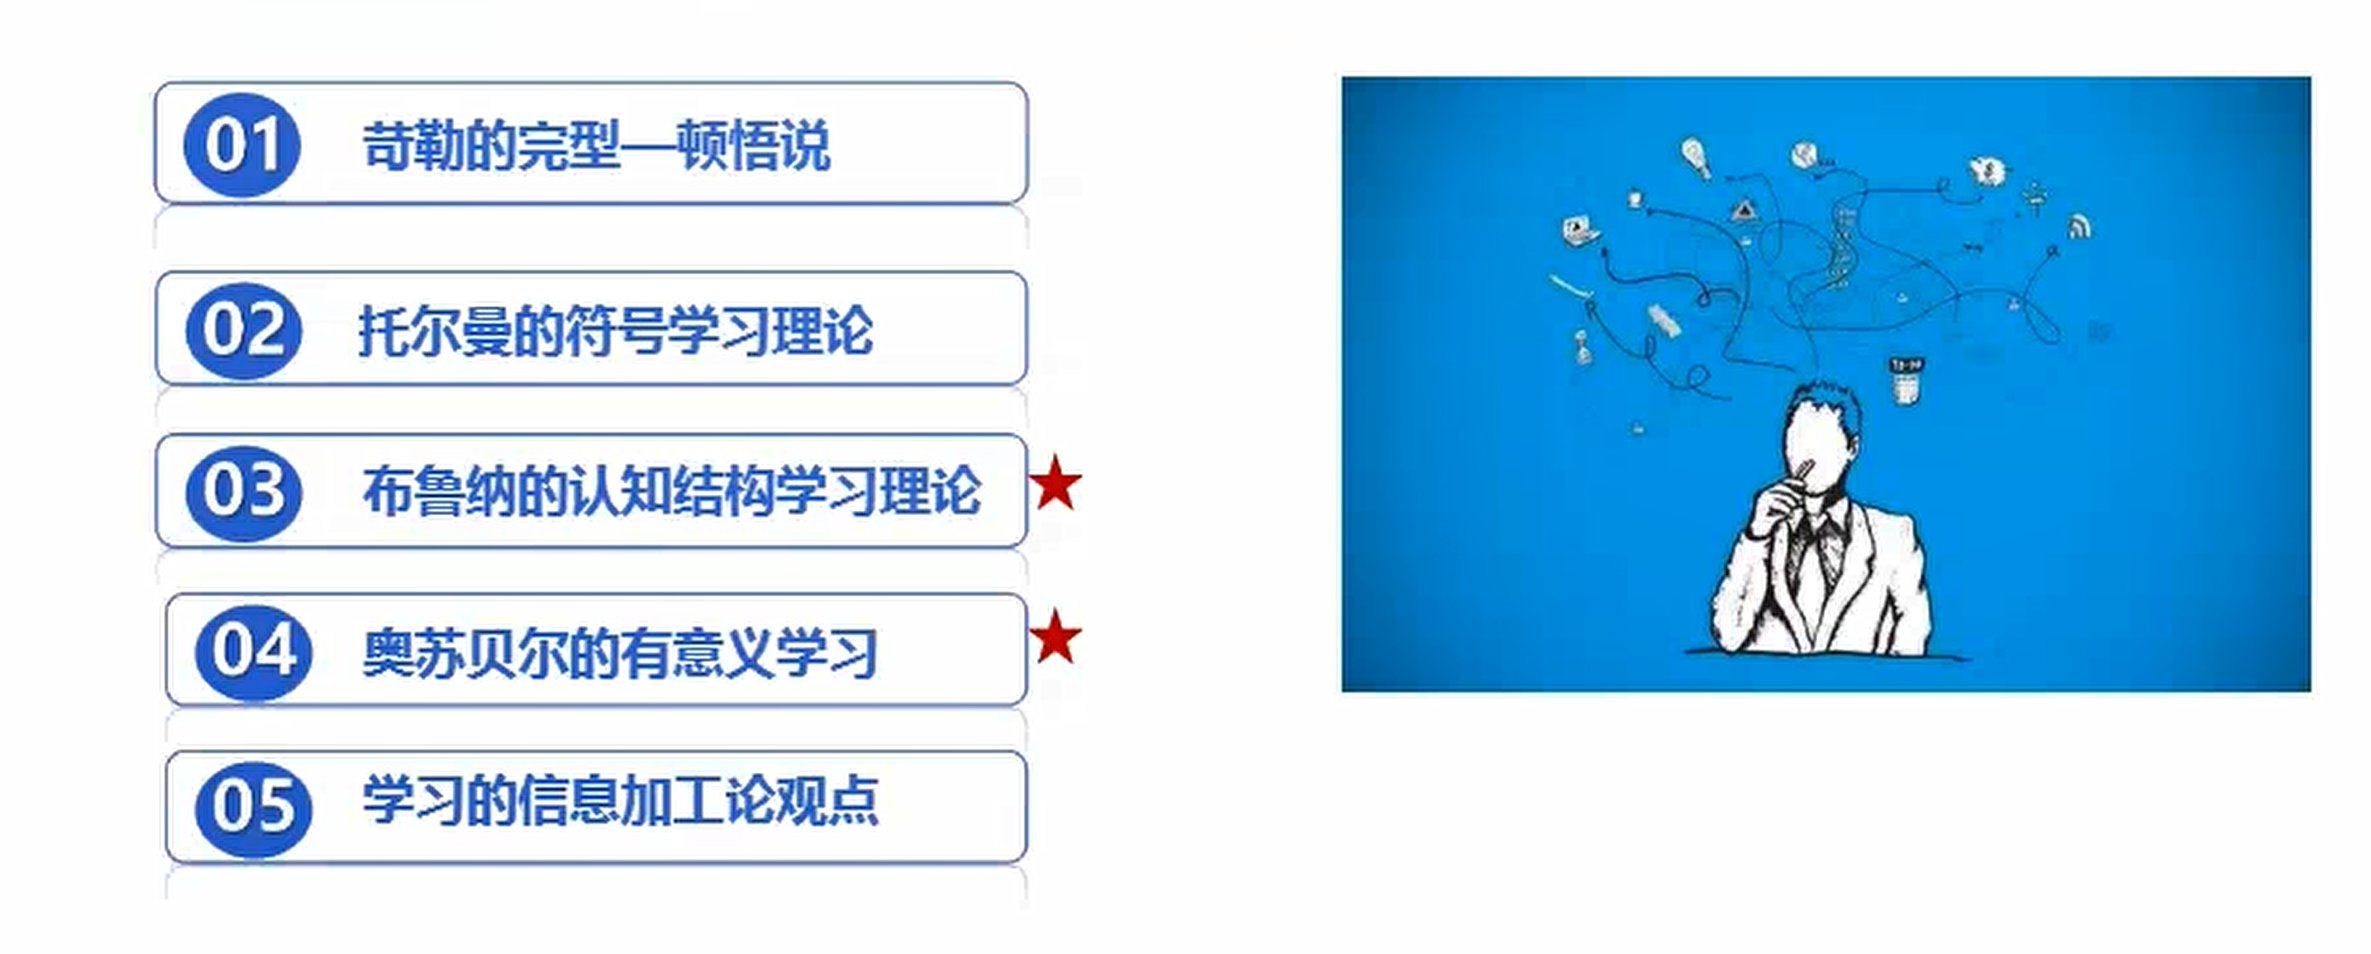 01 苛勒的完型—顿悟说
02 托尔曼的符号学习理论
03 布鲁纳的认知结构学习理论
04 奥苏贝尔的有意义学习
05 学习的信息加工论观点